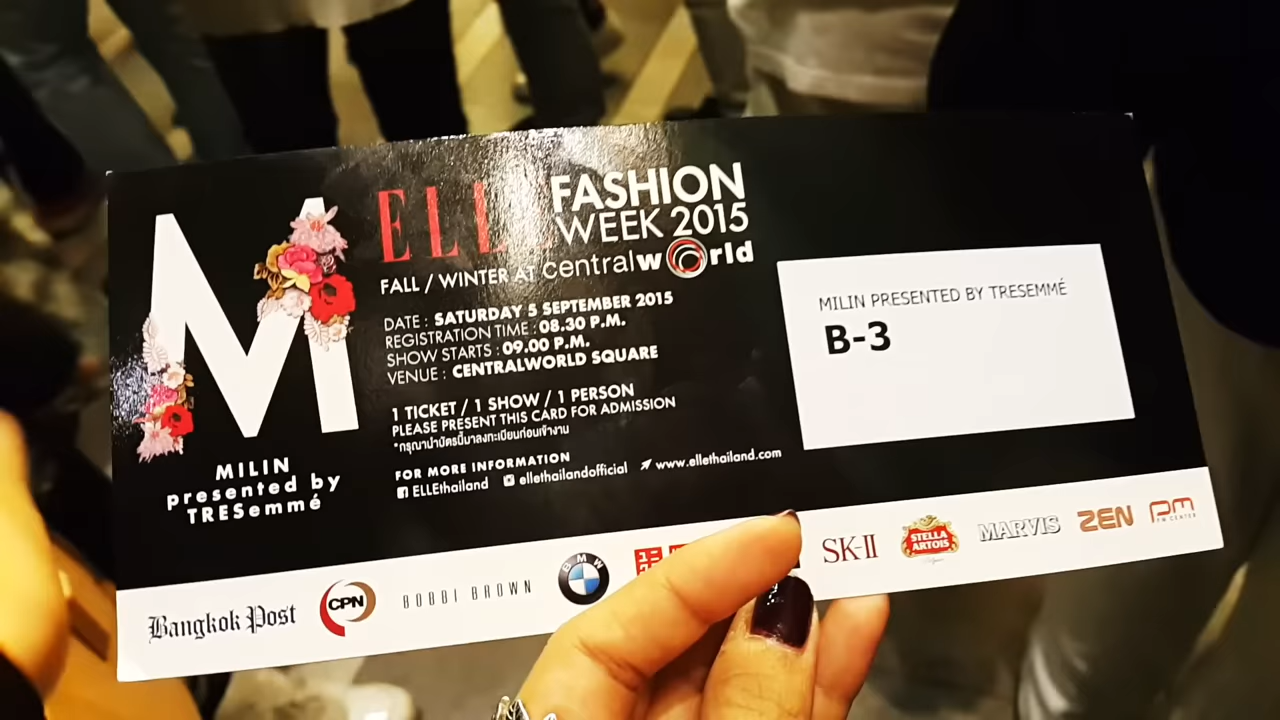 M
MILIN
presented by
TRESemmé
ELLE FASHION
WEEK 2015
FALL / WINTER AT centralworld
DATE : SATURDAY 5 SEPTEMBER 2015
REGISTRATION TIME : 08.30 P.M.
SHOW STARTS : 09.00 P.M.
VENUE : CENTRALWORLD SQUARE
1 TICKET / 1 SHOW / 1 PERSON
PLEASE PRESENT THIS CARD FOR ADMISSION
*กรุณานำบัตรนี้มาลงทะเบียนก่อนเข้างาน
FOR MORE INFORMATION
ELLEthailand ellethailandofficial www.ellethailand.com
MILIN PRESENTED BY TRESEMMÉ
B-3
Bangkok Post CPN BOBBI BROWN BMW SK-II STELLA ARTOIS MARVIS ZEN PM